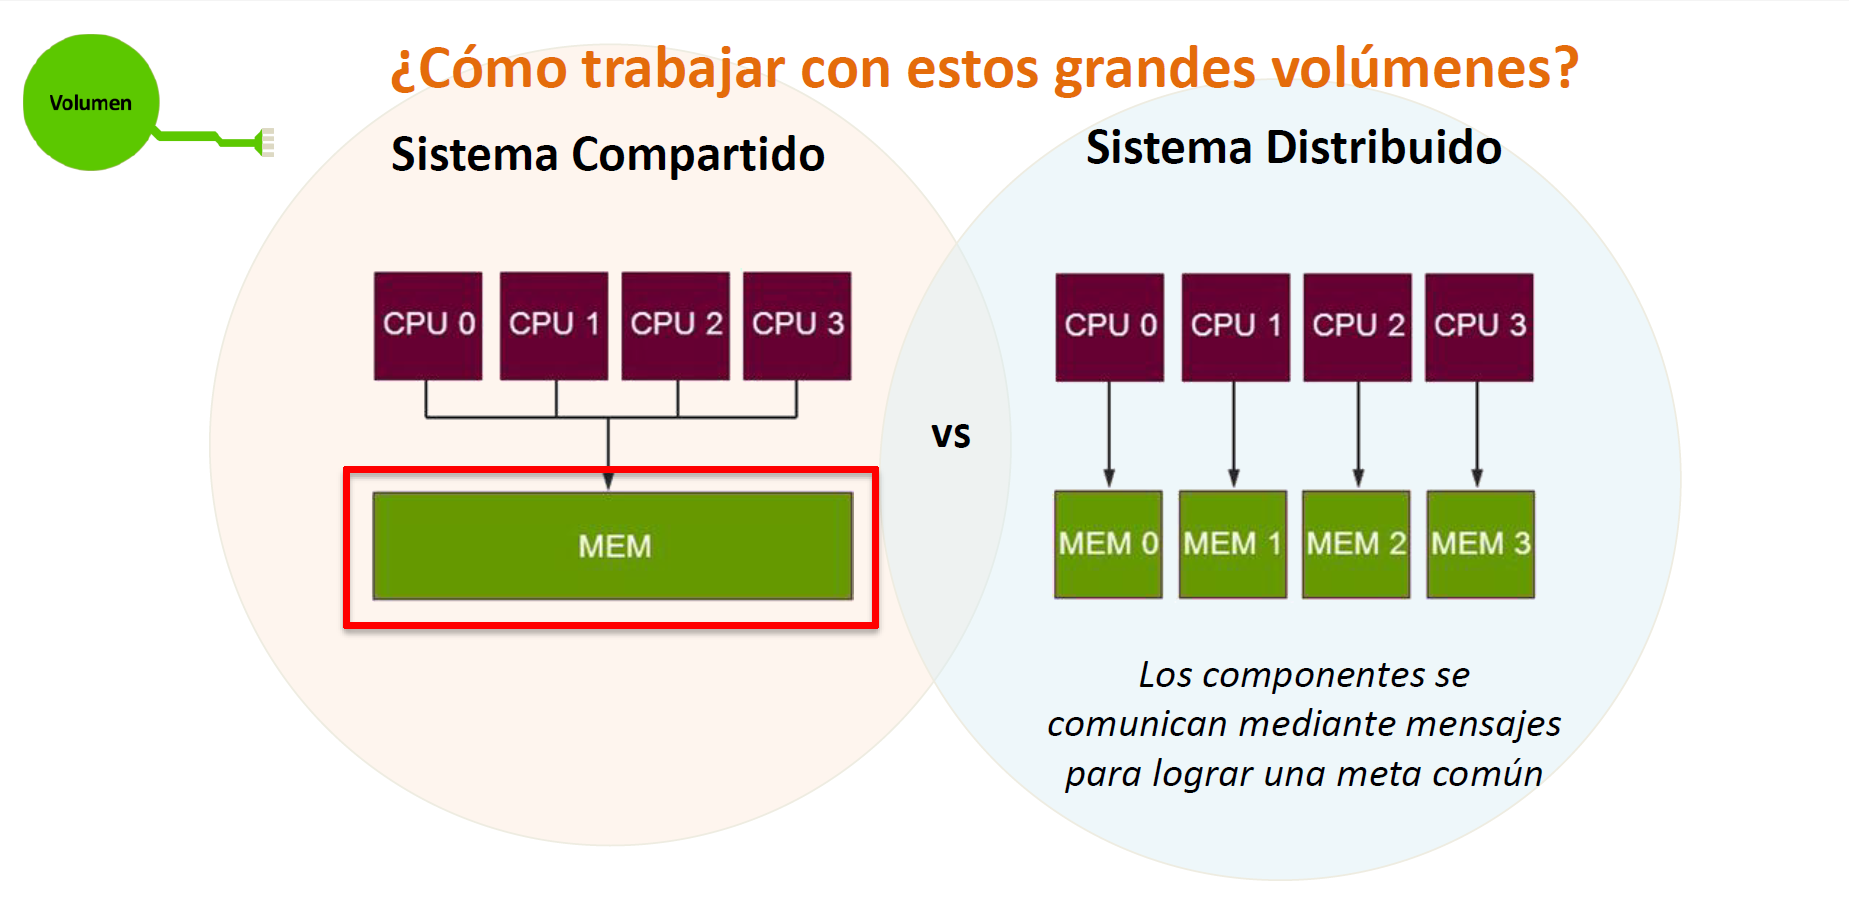 ¿Cómo trabajar con estos grandes volúmenes?
Volumen
Sistema Compartido
Sistema Distribuido
CPU 0 CPU 1 CPU 2 CPU 3
MEM
vs
CPU 0 CPU 1 CPU 2 CPU 3
MEM 0 MEM 1 MEM 2 MEM 3
Los componentes se
comunican mediante mensajes
para lograr una meta común